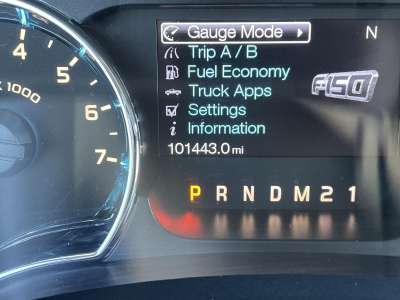 Gauge Mode
N
Trip A / B
Fuel Economy
Truck Apps
F-150
Settings
Information
101443.0 mi
4
5
6
7
X 1000
P R N D M 2 1